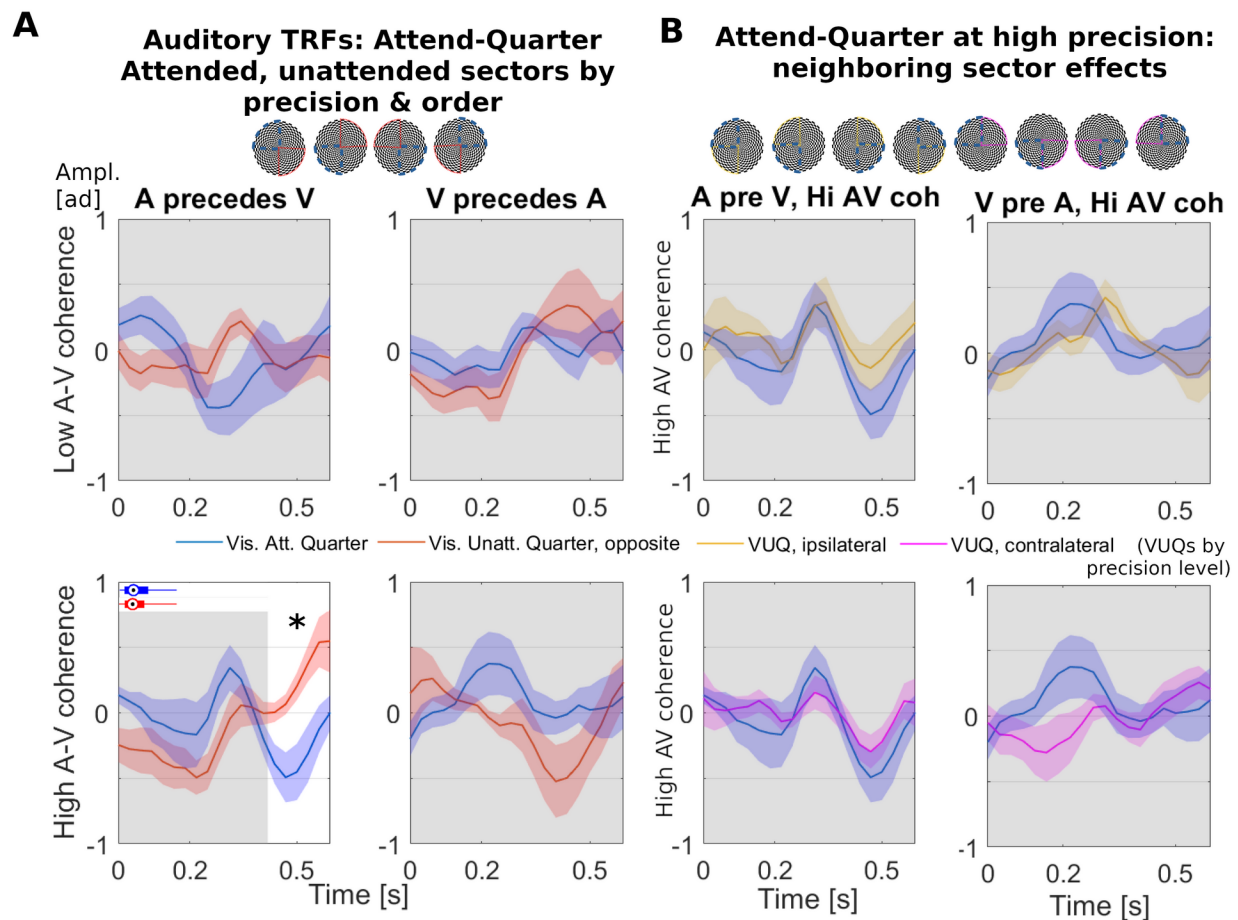 A
Auditory TRFs: Attend-Quarter
Attended, unattended sectors by
precision & order
B
Attend-Quarter at high precision:
neighboring sector effects
Ampl.
[ad]
A precedes V
V precedes A
A pre V, Hi AV coh
V pre A, Hi AV coh
Low A-V coherence
1
0
-1
0
0.2
0.5
1
0
-1
0
0.2
0.5
High AV coherence
1
0
-1
0
0.2
0.5
1
0
-1
0
0.2
0.5
Vis. Att. Quarter
Vis. Unatt. Quarter, opposite
VUQ, ipsilateral
VUQ, contralateral
(VUQs by
precision level)
High A-V coherence
1
0
-1
0
0.2
0.5
*
1
0
-1
0
0.2
0.5
Time [s]
High AV coherence
1
0
-1
0
0.2
0.5
1
0
-1
0
0.2
0.5
Time [s]